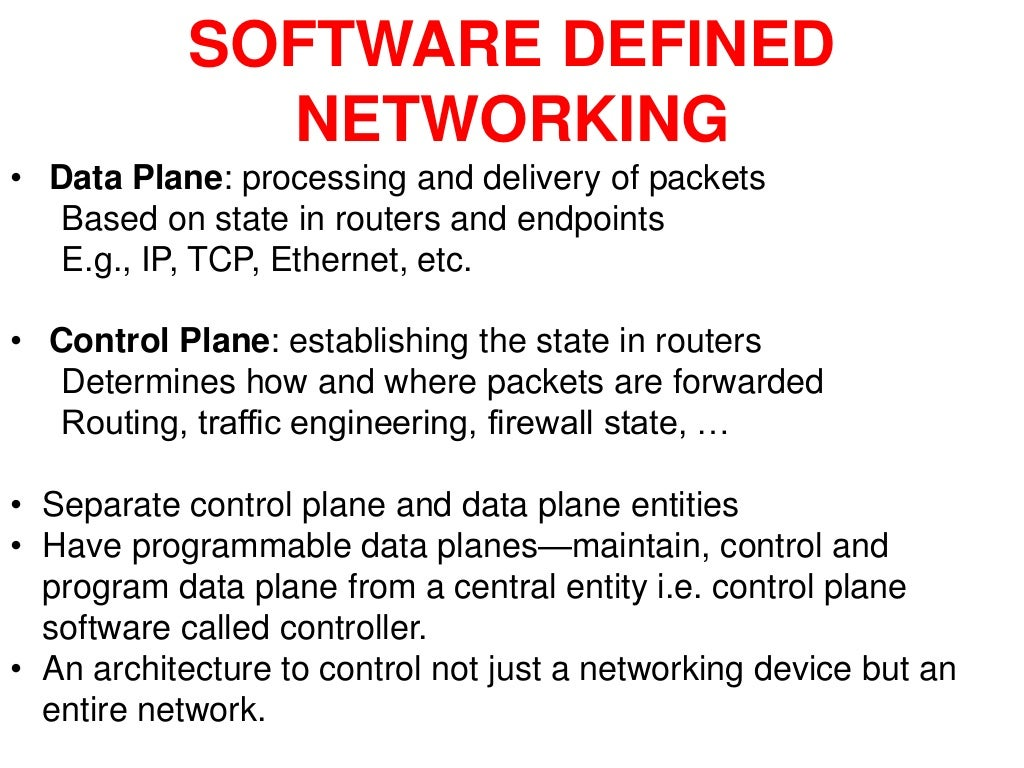 SOFTWARE DEFINED
NETWORKING
• Data Plane: processing and delivery of packets
Based on state in routers and endpoints
E.g., IP, TCP, Ethernet, etc.
• Control Plane: establishing the state in routers
Determines how and where packets are forwarded
Routing, traffic engineering, firewall state, …
• Separate control plane and data plane entities
• Have programmable data planes—maintain, control and
program data plane from a central entity i.e. control plane
software called controller.
• An architecture to control not just a networking device but an
entire network.